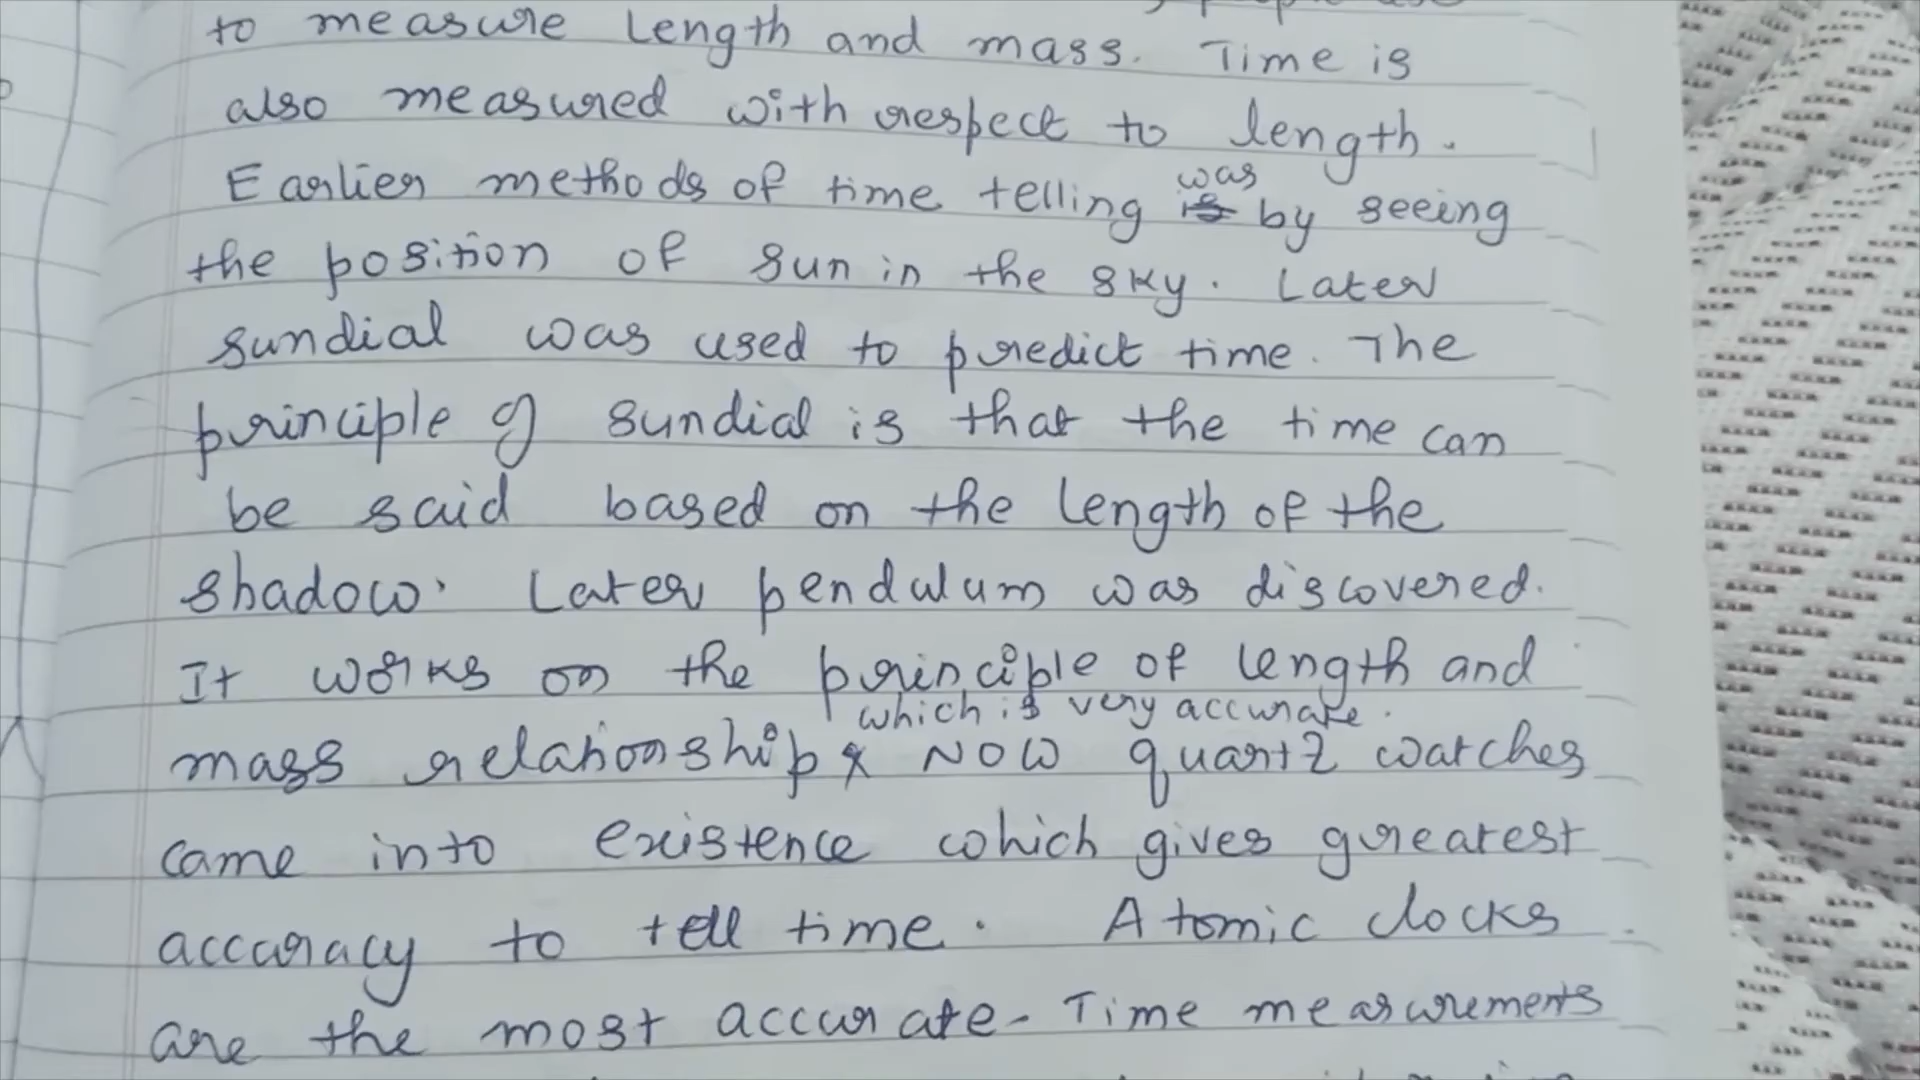 to measure length and mass. Time is
also measured with respect to length.
Earlier methods of time telling is was by seeing
the position of sun in the sky. Later
sundial was used to predict time. The
principle of sundial is that the time can
be said based on the length of the
shadow. Later pendulum was discovered.
It works on the principle of length and
which is very accurate.
mass relationship x Now quartz watches
came into existence which gives greatest
accuracy to tell time. Atomic clocks
are the most accurate- Time measurements